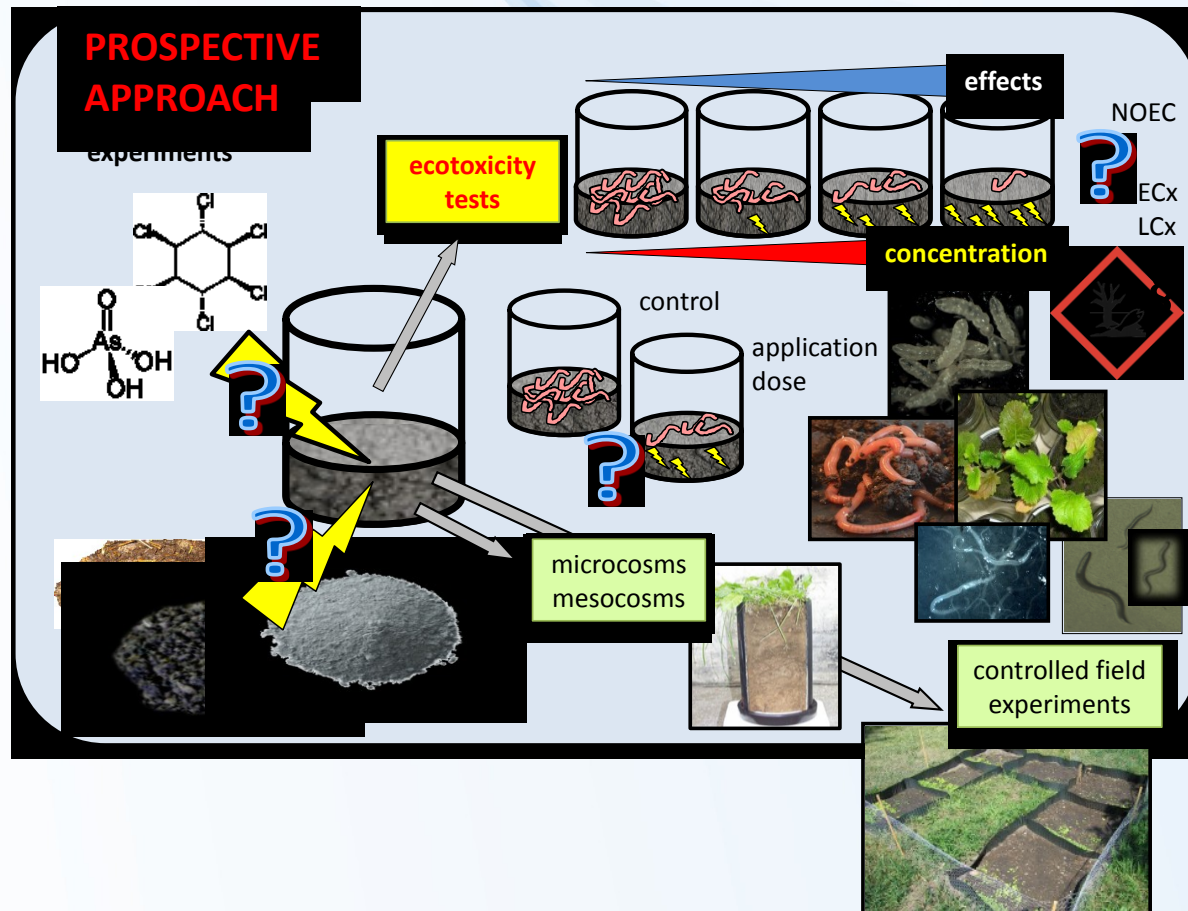 PROSPECTIVE
APPROACH
experiments
ecotoxicity
tests
effects
NOEC
ECx
LCx
concentration
control
application
dose
Cl
Cl
Cl
Cl
Cl
Cl
O
As
HO
OH
OH
microcosms
mesocosms
controlled field
experiments
?
?
?
?